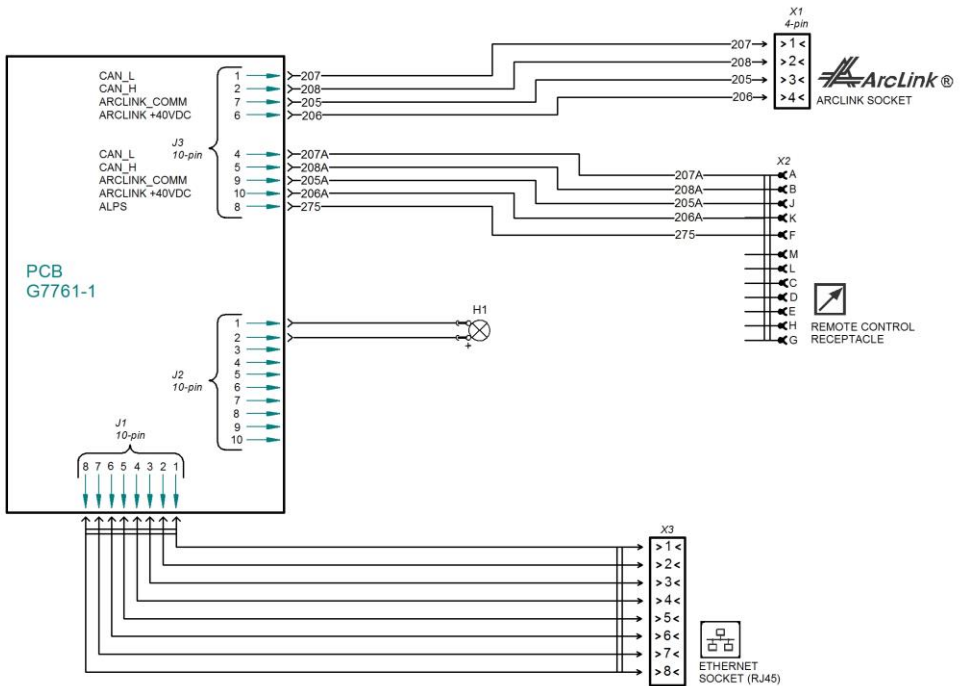 X1
4-pin
207 >1<
208 >2<
205 >3<
206 >4<
ArcLink ®
ARCLINK SOCKET
CAN_L 1 207
CAN_H 2 208
ARCLINK_COMM 7 205
ARCLINK +40VDC 6 206
J3
10-pin
CAN_L 4 207A
CAN_H 5 208A
ARCLINK_COMM 9 205A
ARCLINK +40VDC 10 206A
ALPS 8 275
X2
207A A
208A B
205A J
206A K
275 F
M
L
C
D
E
H
G
REMOTE CONTROL
RECEPTACLE
PCB
G7761-1
H1
+
J2
10-pin
1
2
3
4
5
6
7
8
9
10
J1
10-pin
8 7 6 5 4 3 2 1
X3
>1<
>2<
>3<
>4<
>5<
>6<
>7<
>8<
ETHERNET
SOCKET (RJ45)